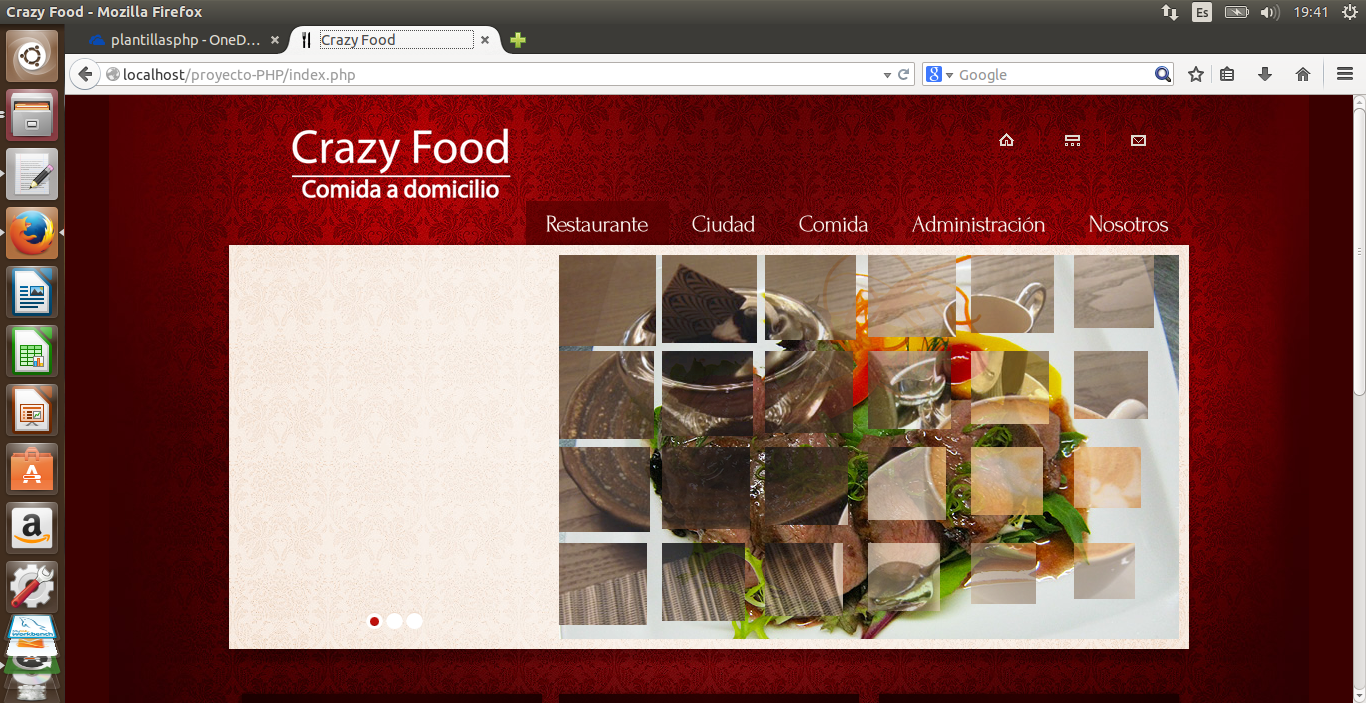 Crazy Food - Mozilla Firefox
Es
19:41
plantillasphp - OneD...
Crazy Food
localhost/proyecto-PHP/index.php
Google
Crazy Food
Comida a domicilio
Restaurante
Ciudad
Comida
Administración
Nosotros